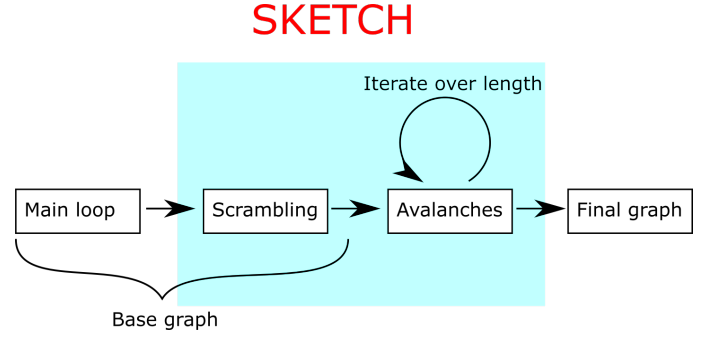 SKETCH
Iterate over length
Main loop
Scrambling
Avalanches
Final graph
Base graph